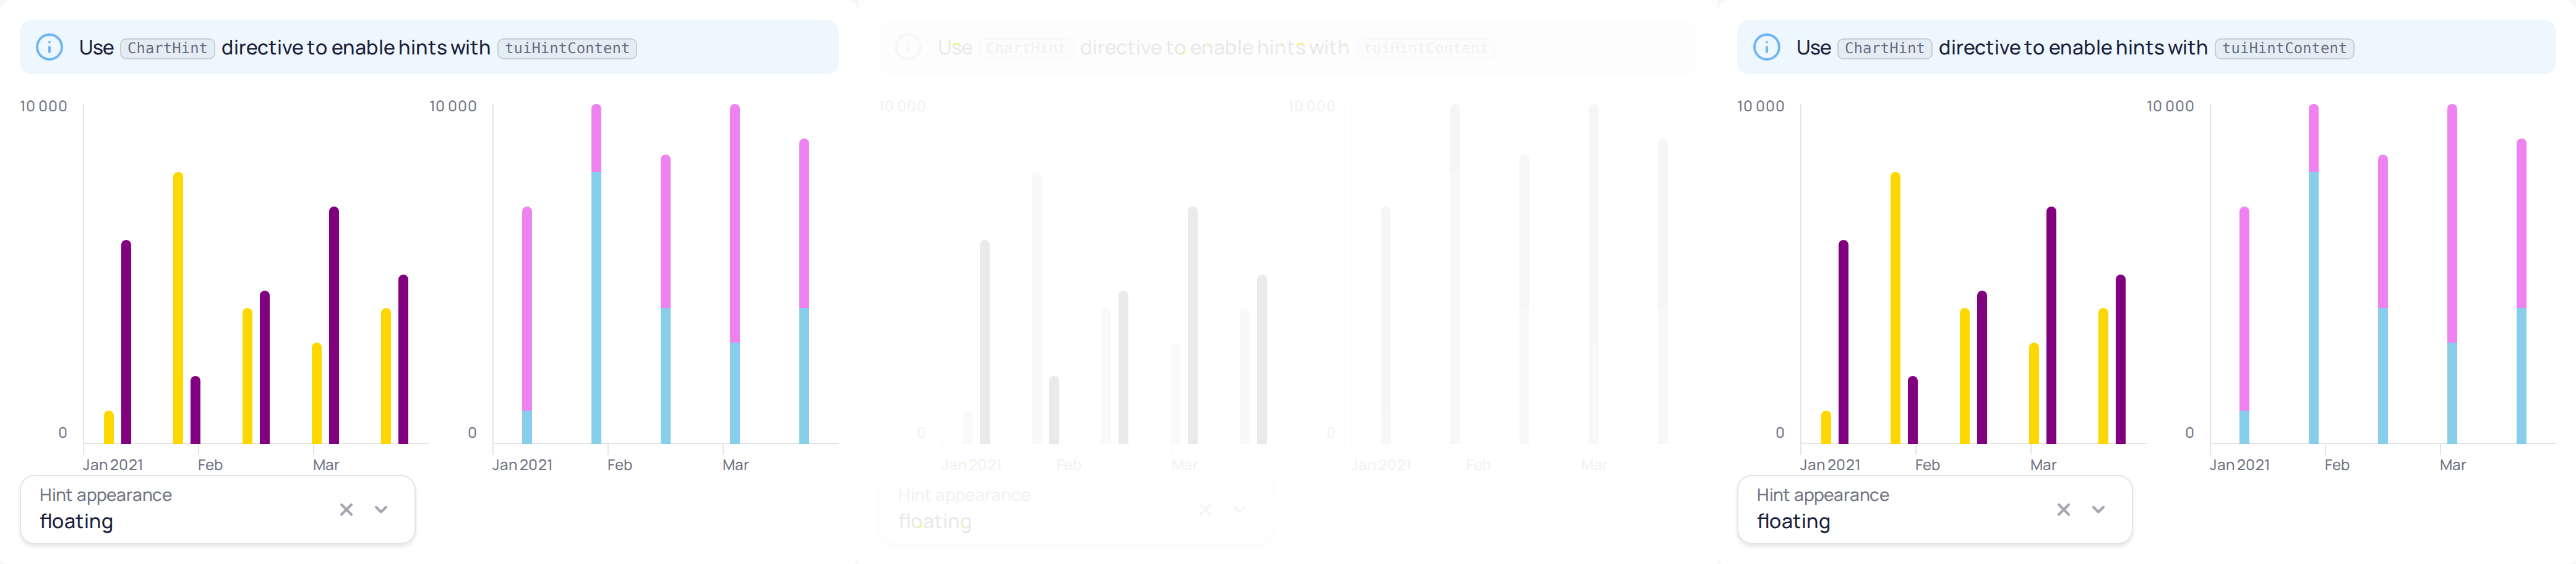 Use ChartHint directive to enable hints with tuiHintContent
10 000
10 000
0
0
Jan 2021 Feb Mar
Jan 2021 Feb Mar
Hint appearance
floating
Use ChartHint directive to enable hints with tuiHintContent
10 000
10 000
0
0
Jan 2021 Feb Mar
Jan 2021 Feb Mar
Hint appearance
floating
Use ChartHint directive to enable hints with tuiHintContent
10 000
10 000
0
0
Jan 2021 Feb Mar
Jan 2021 Feb Mar
Hint appearance
floating